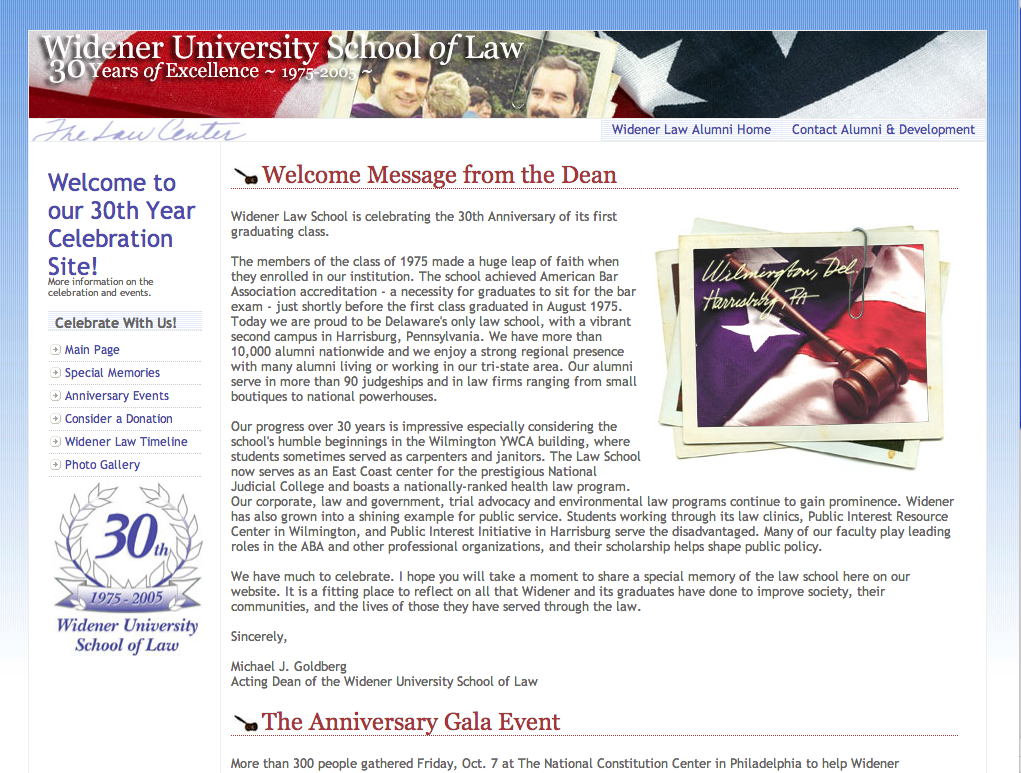 Widener University School of Law
30 Years of Excellence ~ 1975-2005 ~
The Law Center
Widener Law Alumni Home
Contact Alumni & Development
Welcome to
our 30th Year
Celebration
Site!
More information on the
celebration and events.
Celebrate With Us!
Main Page
Special Memories
Anniversary Events
Consider a Donation
Widener Law Timeline
Photo Gallery
30th
1975 - 2005
Widener University
School of Law
Welcome Message from the Dean
Widener Law School is celebrating the 30th Anniversary of its first
graduating class.
The members of the class of 1975 made a huge leap of faith when
they enrolled in our institution. The school achieved American Bar
Association accreditation - a necessity for graduates to sit for the bar
exam - just shortly before the first class graduated in August 1975.
Today we are proud to be Delaware's only law school, with a vibrant
second campus in Harrisburg, Pennsylvania. We have more than
10,000 alumni nationwide and we enjoy a strong regional presence
with many alumni living or working in our tri-state area. Our alumni
serve in more than 90 judgeships and in law firms ranging from small
boutiques to national powerhouses.
Wilmington, Del.
Harrisburg, PA
Our progress over 30 years is impressive especially considering the
school's humble beginnings in the Wilmington YWCA building, where
students sometimes served as carpenters and janitors. The Law School
now serves as an East Coast center for the prestigious National
Judicial College and boasts a nationally-ranked health law program.
Our corporate, law and government, trial advocacy and environmental law programs continue to gain prominence. Widener
has also grown into a shining example for public service. Students working through its law clinics, Public Interest Resource
Center in Wilmington, and Public Interest Initiative in Harrisburg serve the disadvantaged. Many of our faculty play leading
roles in the ABA and other professional organizations, and their scholarship helps shape public policy.
We have much to celebrate. I hope you will take a moment to share a special memory of the law school here on our
website. It is a fitting place to reflect on all that Widener and its graduates have done to improve society, their
communities, and the lives of those they have served through the law.
Sincerely,
Michael J. Goldberg
Acting Dean of the Widener University School of Law
The Anniversary Gala Event
More than 300 people gathered Friday, Oct. 7 at The National Constitution Center in Philadelphia to help Widener